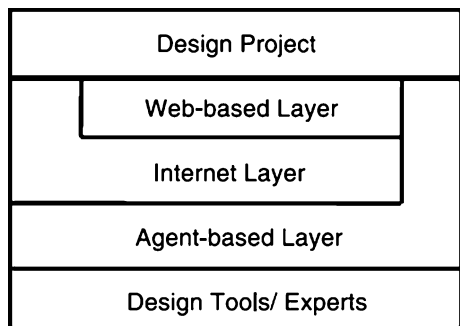 Design Project
Web-based Layer
Internet Layer
Agent-based Layer
Design Tools/ Experts